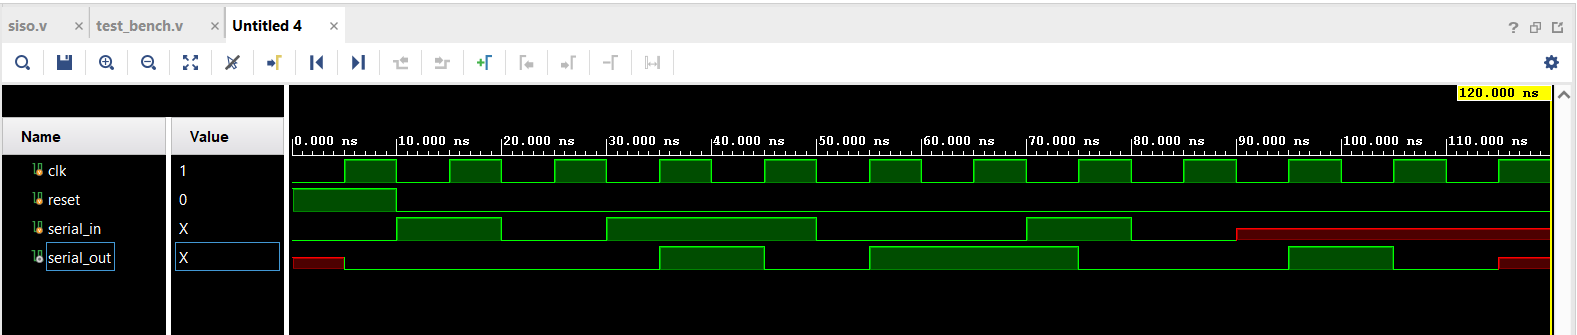 siso.v × test_bench.v × Untitled 4 × ?
120.000 ns
Name Value
0.000 ns 10.000 ns 20.000 ns 30.000 ns 40.000 ns 50.000 ns 60.000 ns 70.000 ns 80.000 ns 90.000 ns 100.000 ns 110.000 ns
clk 1
reset 0
serial_in X
serial_out X